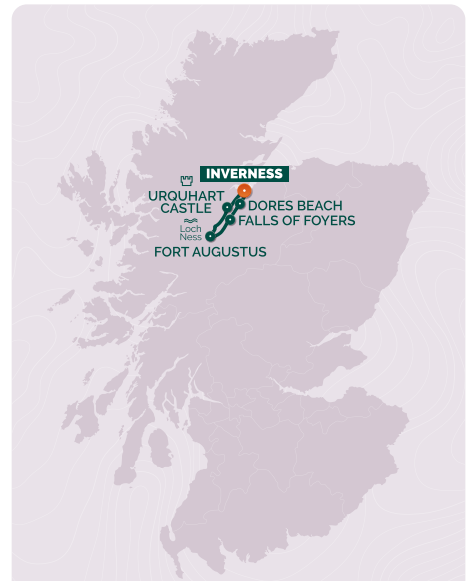 INVERNESS
URQUHART
CASTLE
DORES BEACH
FALLS OF FOYERS
Loch
Ness
FORT AUGUSTUS